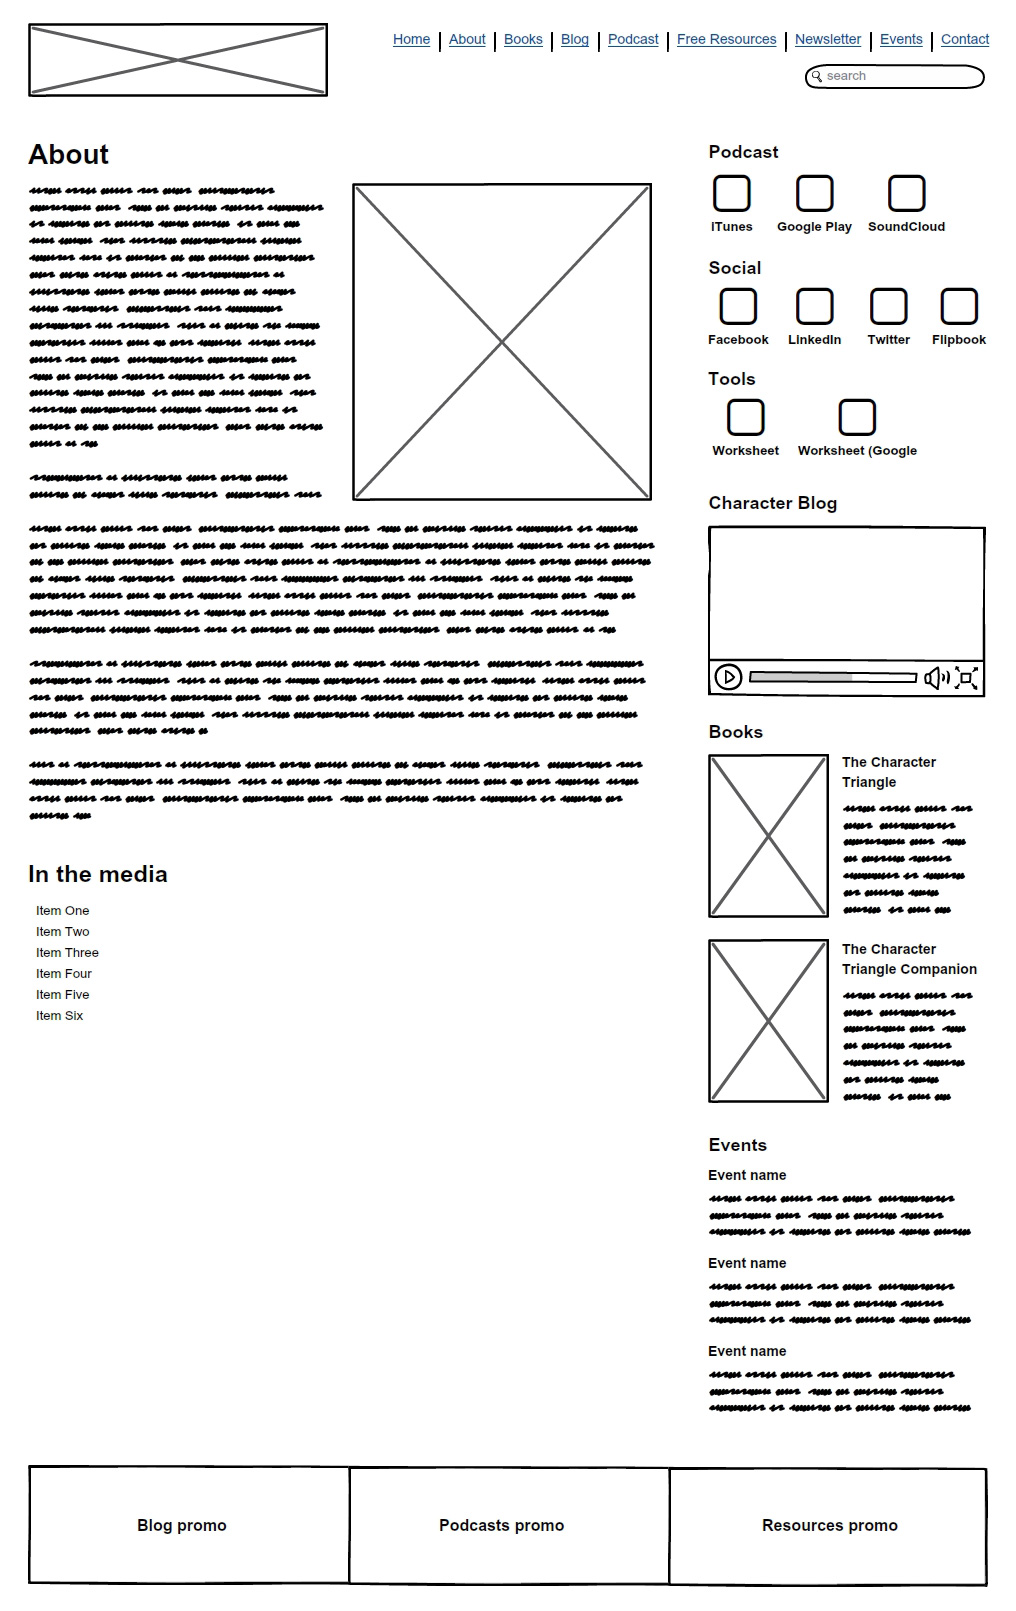 Home About Books Blog Podcast Free Resources Newsletter Events Contact
search
About
In the media
Item One
Item Two
Item Three
Item Four
Item Five
Item Six
Podcast
iTunes Google Play SoundCloud
Social
Facebook LinkedIn Twitter Flipbook
Tools
Worksheet Worksheet (Google
Character Blog
Books
The Character
Triangle
The Character
Triangle Companion
Events
Event name
Event name
Event name
Blog promo Podcasts promo Resources promo